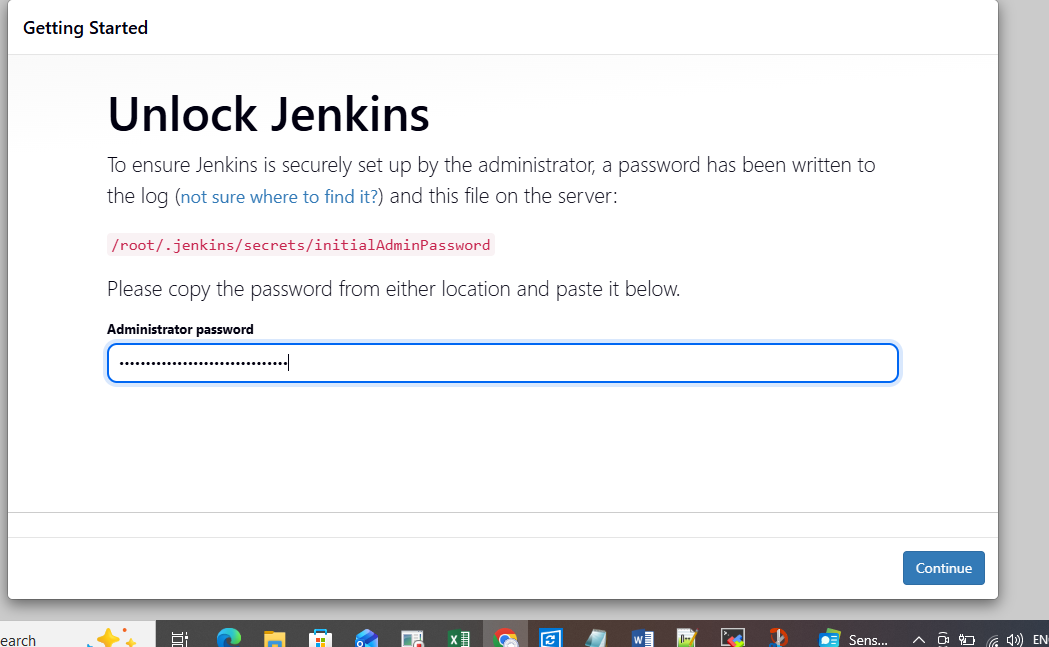 Getting Started
Unlock Jenkins
To ensure Jenkins is securely set up by the administrator, a password has been written to
the log (not sure where to find it?) and this file on the server:
/root/.jenkins/secrets/initialAdminPassword
Please copy the password from either location and paste it below.
Administrator password
••••••••••••••••••••••••••••••••
Continue
earch
Sens...
EN